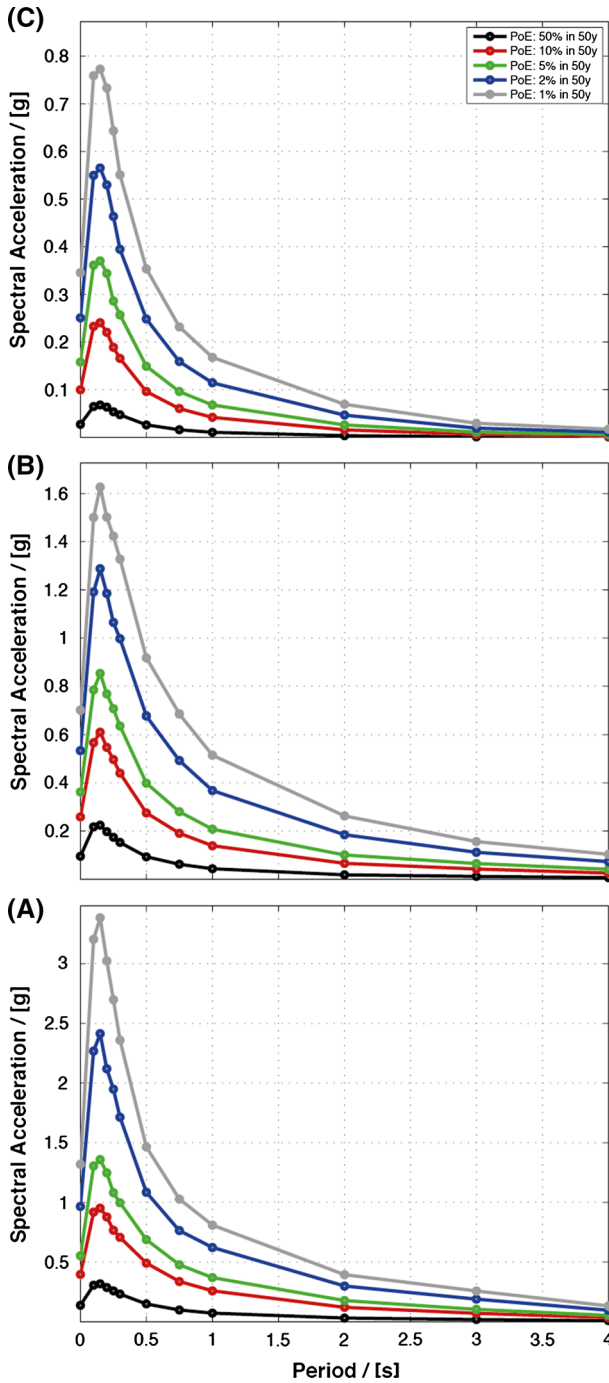 (C)
PoE: 50% in 50y
PoE: 10% in 50y
PoE: 5% in 50y
PoE: 2% in 50y
PoE: 1% in 50y
0.8
0.7
0.6
0.5
0.4
0.3
0.2
0.1
Spectral Acceleration / [g]
(B)
1.6
1.4
1.2
1
0.8
0.6
0.4
0.2
Spectral Acceleration / [g]
(A)
3
2.5
2
1.5
1
0.5
Spectral Acceleration / [g]
0 0.5 1 1.5 2 2.5 3 3.5 4
Period / [s]